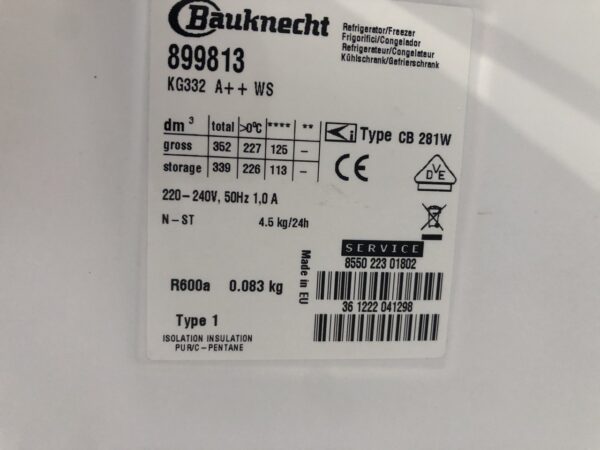 Bauknecht
Refrigerator/Freezer
Frigorifici/Congelador
Refrigerateur/Congelateur
Kühlschrank/Gefrierschrank
899813
KG332 A++ WS
dm³ total >0°C **** **
gross 352 227 125 –
storage 339 226 113 –
Type CB 281W
CE
DVE
220–240V, 50Hz 1,0 A
N–ST 4.5 kg/24h
SERVICE
8550 223 01802
Made in EU
R600a 0.083 kg
36 1222 041298
Type 1
ISOLATION INSULATION
PUR/C–PENTANE